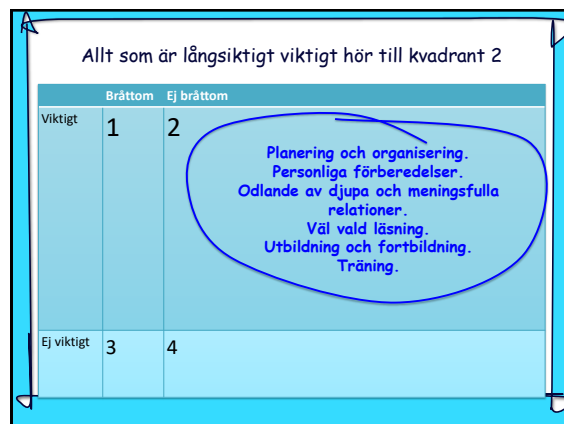 Allt som är långsiktigt viktigt hör till kvadrant 2
Bråttom Ej bråttom
Viktigt 1 2
Planering och organisering.
Personliga förberedelser.
Odlande av djupa och meningsfulla
relationer.
Väl vald läsning.
Utbildning och fortbildning.
Träning.
Ej viktigt 3 4